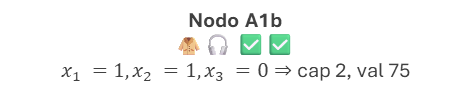 Nodo A1b
🧥 🎧 ✅ ✅
𝑥₁ = 1, 𝑥₂ = 1, 𝑥₃ = 0 ⇒ cap 2, val 75